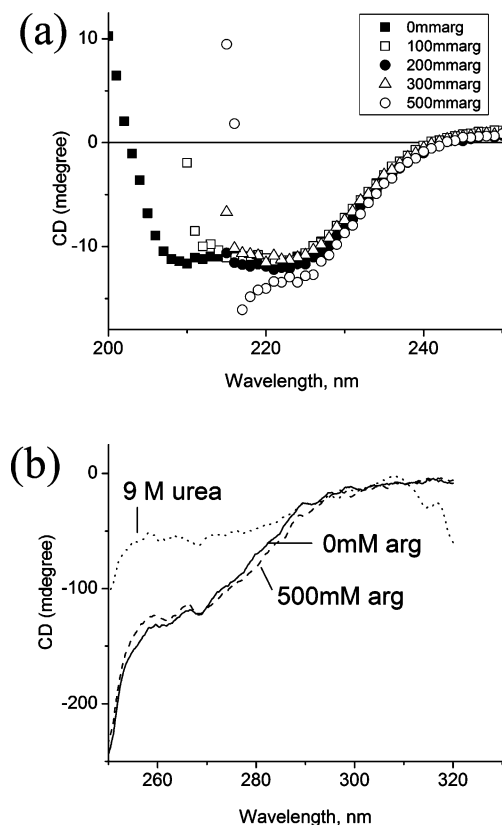 (a)
0mmarg
100mmarg
200mmarg
300mmarg
500mmarg
10
0
-10
CD (mdegree)
200
220
240
Wavelength, nm
(b)
9 M urea
0mM arg
500mM arg
0
-100
-200
CD (mdegree)
260
280
300
320
Wavelength, nm